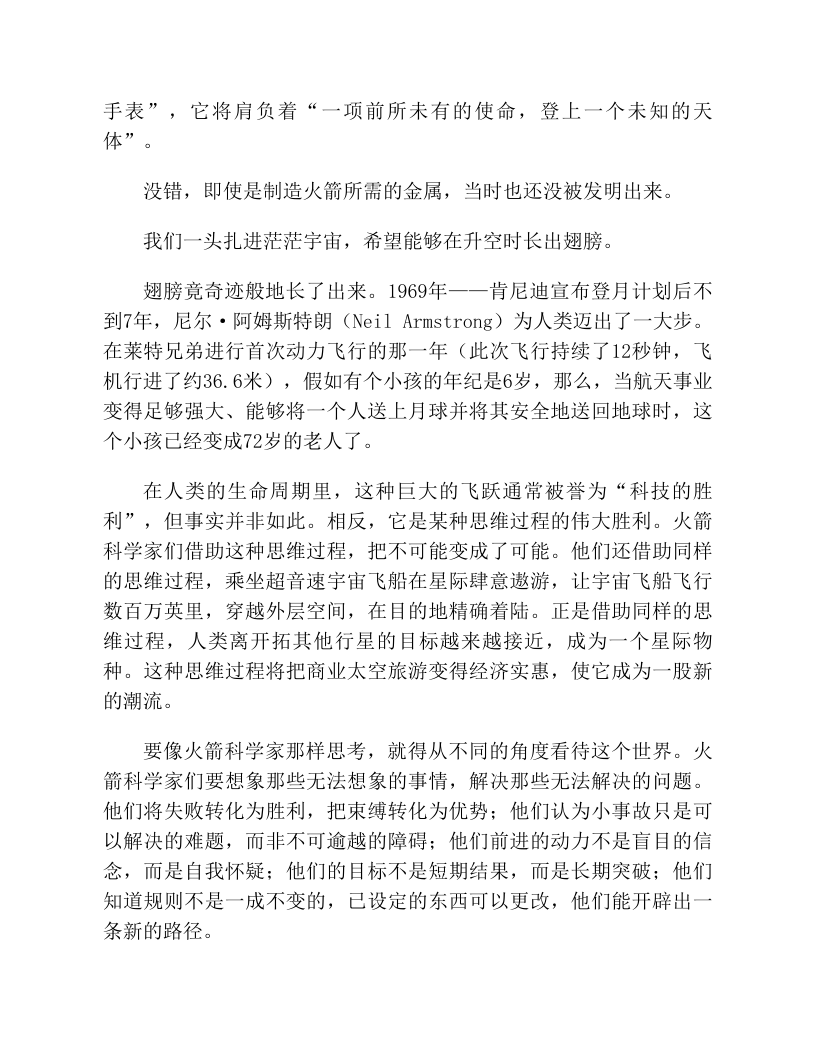 手表”，它将肩负着“一项前所未有的使命，登上一个未知的天
体”。
没错，即使是制造火箭所需的金属，当时也还没被发明出来。
我们一头扎进茫茫宇宙，希望能够在升空时长出翅膀。
翅膀竟奇迹般地长了出来。1969年——肯尼迪宣布登月计划后不
到7年，尼尔·阿姆斯特朗（Neil Armstrong）为人类迈出了一大步。
在莱特兄弟进行首次动力飞行的那一年（此次飞行持续了12秒钟，飞
机行进了约36.6米），假如有个小孩的年纪是6岁，那么，当航天事业
变得足够强大、能够将一个人送上月球并将其安全地送回地球时，这
个小孩已经变成72岁的老人了。
在人类的生命周期里，这种巨大的飞跃通常被誉为“科技的胜
利”，但事实并非如此。相反，它是某种思维过程的伟大胜利。火箭
科学家们借助这种思维过程，把不可能变成了可能。他们还借助同样
的思维过程，乘坐超音速宇宙飞船在星际肆意遨游，让宇宙飞船飞行
数百万英里，穿越外层空间，在目的地精确着陆。正是借助同样的思
维过程，人类离开拓其他行星的目标越来越接近，成为一个星际物
种。这种思维过程将把商业太空旅游变得经济实惠，使它成为一股新
的潮流。
要像火箭科学家那样思考，就得从不同的角度看待这个世界。火
箭科学家们要想象那些无法想象的事情，解决那些无法解决的问题。
他们将失败转化为胜利，把束缚转化为优势；他们认为小事故只是可
以解决的难题，而非不可逾越的障碍；他们前进的动力不是盲目的信
念，而是自我怀疑；他们的目标不是短期结果，而是长期突破；他们
知道规则不是一成不变的，已设定的东西可以更改，他们能开辟出一
条新的路径。